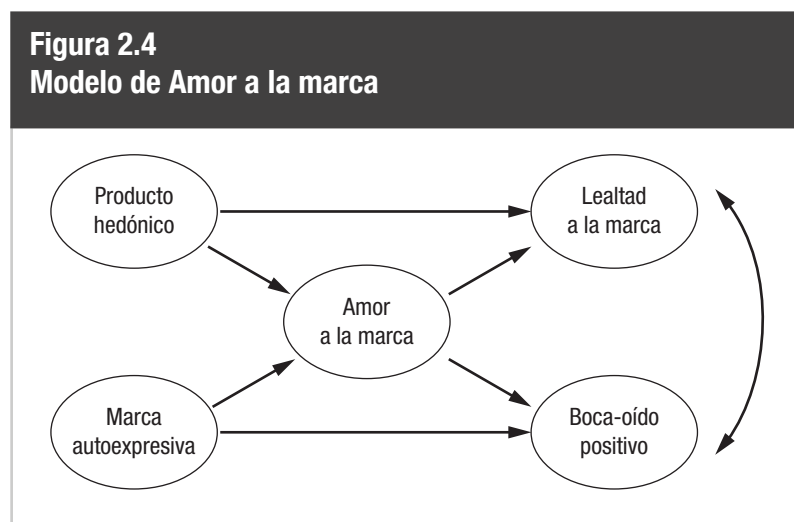 Figura 2.4
Modelo de Amor a la marca
Producto
hedónico
Lealtad
a la marca
Amor
a la marca
Marca
autoexpresiva
Boca-oído
positivo